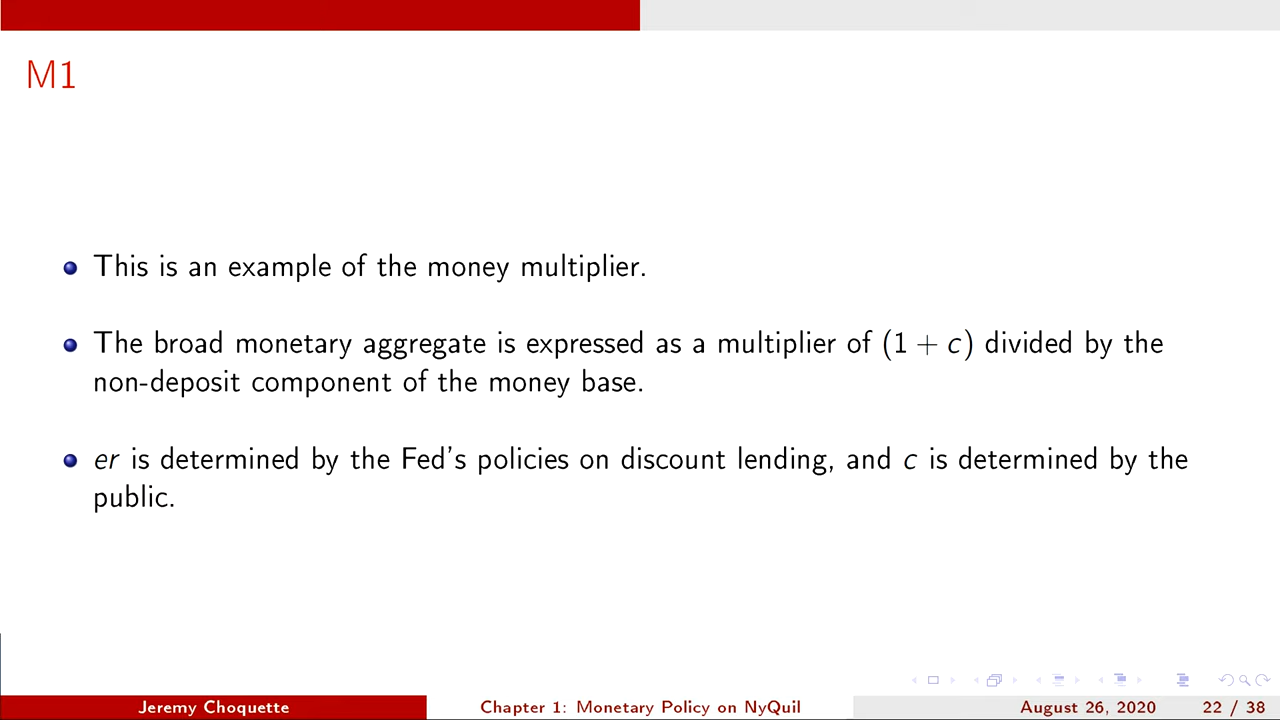 M1
This is an example of the money multiplier.
The broad monetary aggregate is expressed as a multiplier of (1 + c) divided by the
non-deposit component of the money base.
er is determined by the Fed's policies on discount lending, and c is determined by the
public.
Jeremy Choquette
Chapter 1: Monetary Policy on NyQuil
August 26, 2020
22 / 38